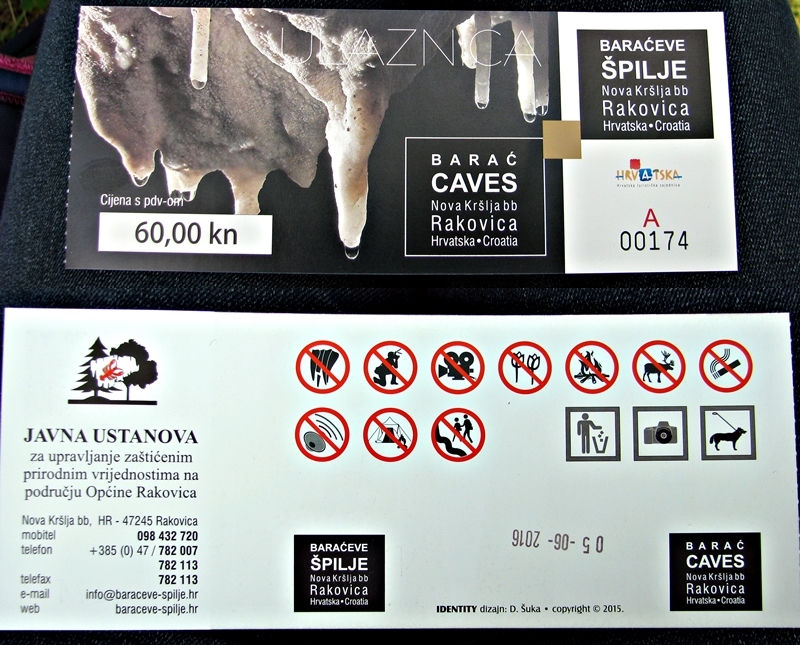 ULAZNICA
Cijena s pdv-om
60,00 kn
BARAĆ
CAVES
Nova Kršlja bb
Rakovica
Hrvatska • Croatia
BARAĆEVE
ŠPILJE
Nova Kršlja bb
Rakovica
Hrvatska • Croatia
HRVATSKA
Hrvatska turistička zajednica
A
00174
JAVNA USTANOVA
za upravljanje zaštićenim
prirodnim vrijednostima na
području Općine Rakovica
Nova Kršlja bb, HR - 47245 Rakovica
mobitel 098 432 720
telefon +385 (0) 47 / 782 007
782 113
telefax 782 113
e-mail info@baraceve-spilje.hr
web baraceve-spilje.hr
BARAĆEVE
ŠPILJE
Nova Kršlja bb
Rakovica
Hrvatska • Croatia
05 -06- 2016
IDENTITY dizajn: D. Šuka • copyright © 2015.
BARAĆ
CAVES
Nova Kršlja bb
Rakovica
Hrvatska • Croatia